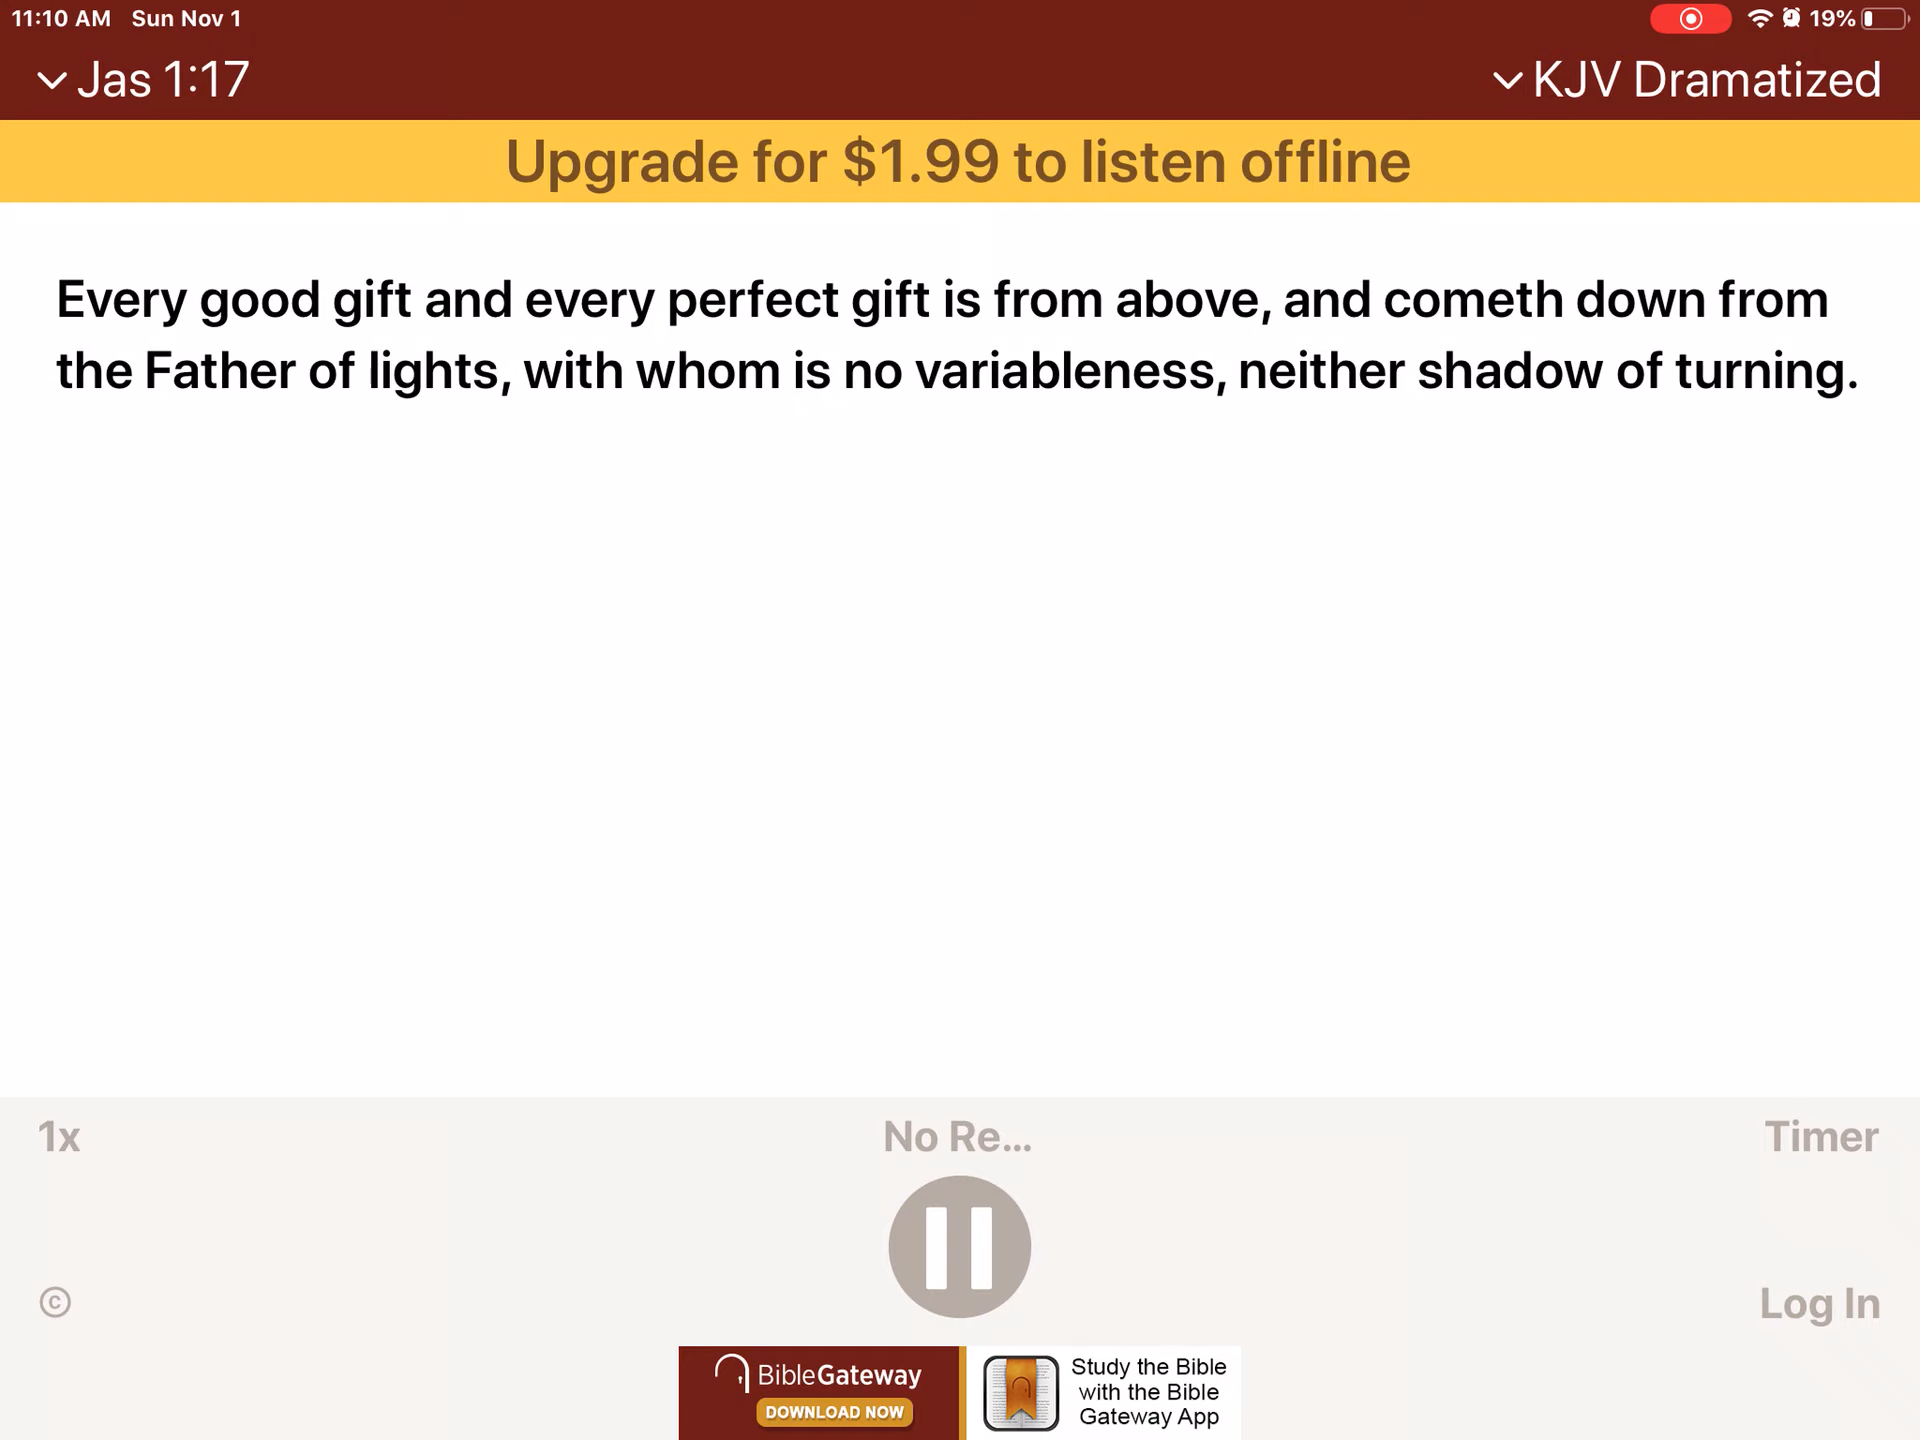 11:10 AM Sun Nov 1
19%
Jas 1:17
KJV Dramatized
Upgrade for $1.99 to listen offline
Every good gift and every perfect gift is from above, and cometh down from
the Father of lights, with whom is no variableness, neither shadow of turning.
1x
No Re...
Timer
©
Log In
BibleGateway
DOWNLOAD NOW
Study the Bible
with the Bible
Gateway App